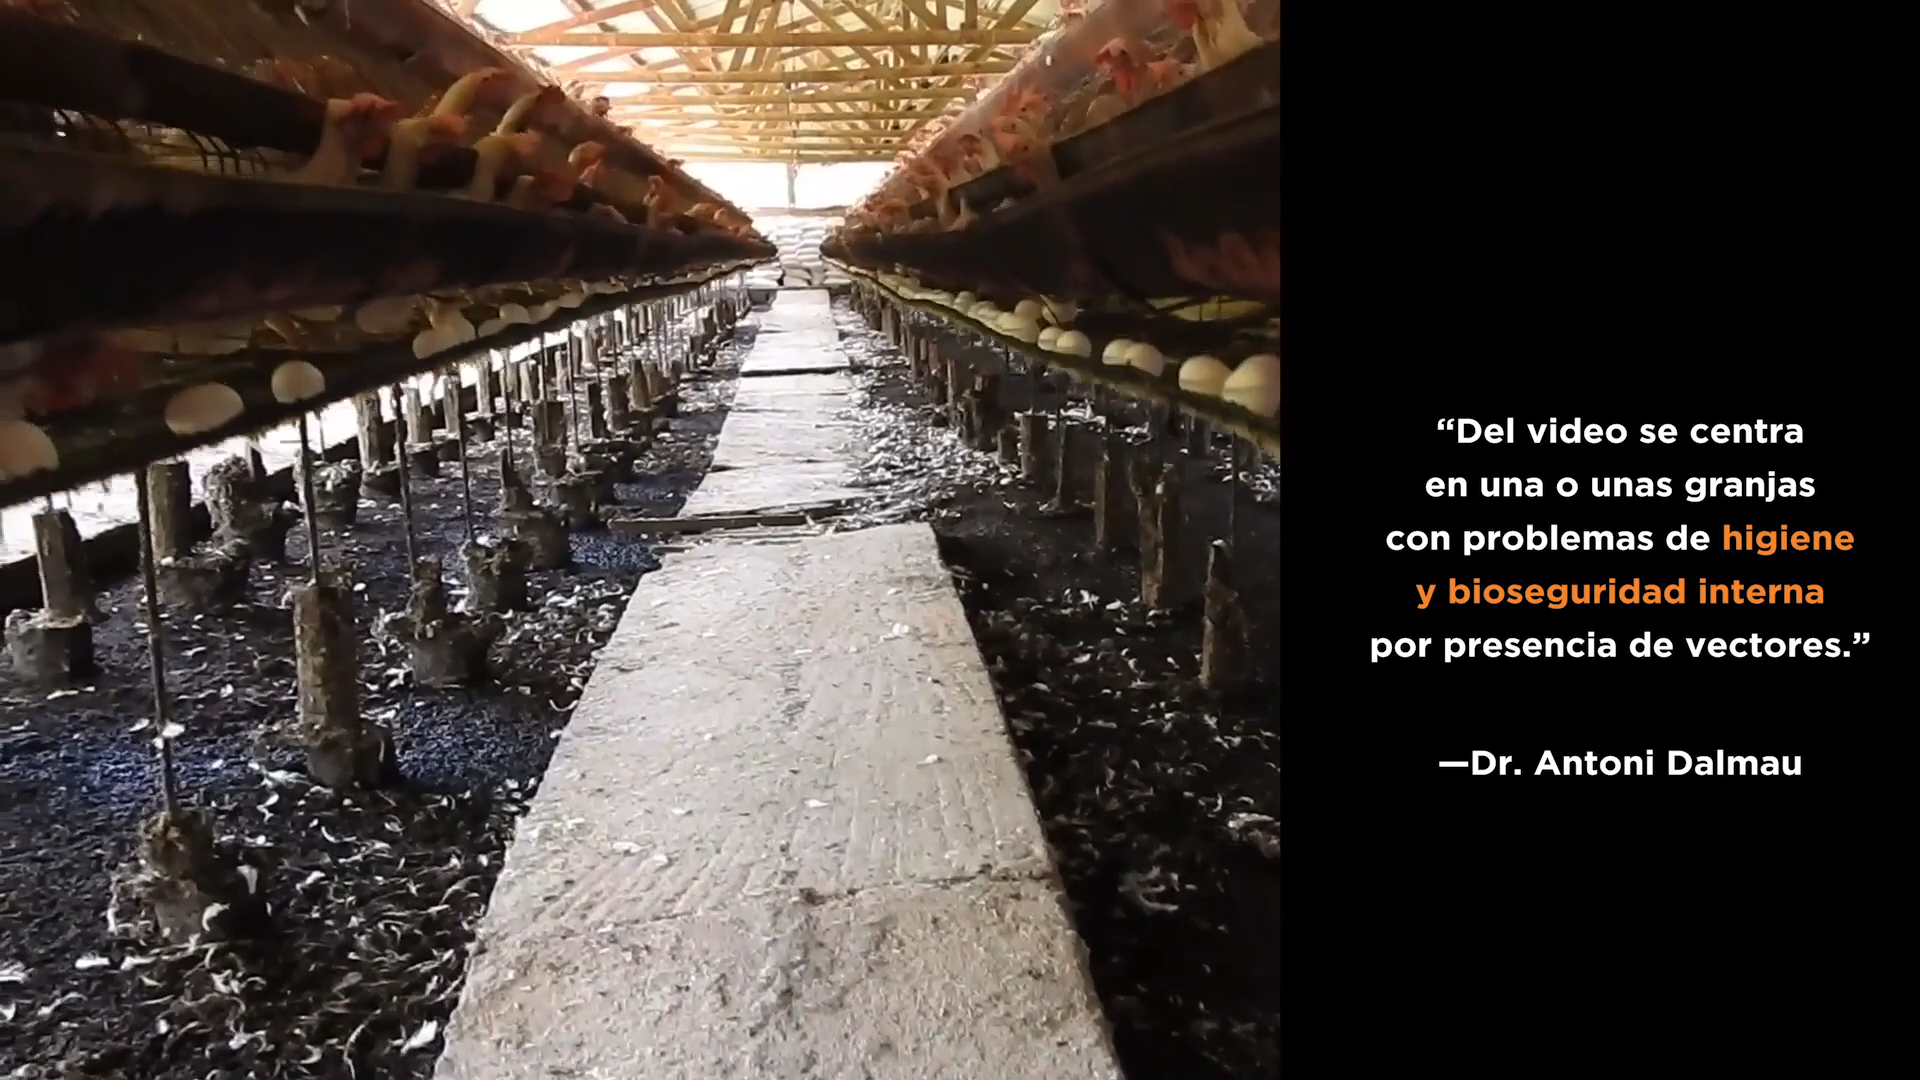 “Del video se centra
en una o unas granjas
con problemas de higiene
y bioseguridad interna
por presencia de vectores.”
—Dr. Antoni Dalmau